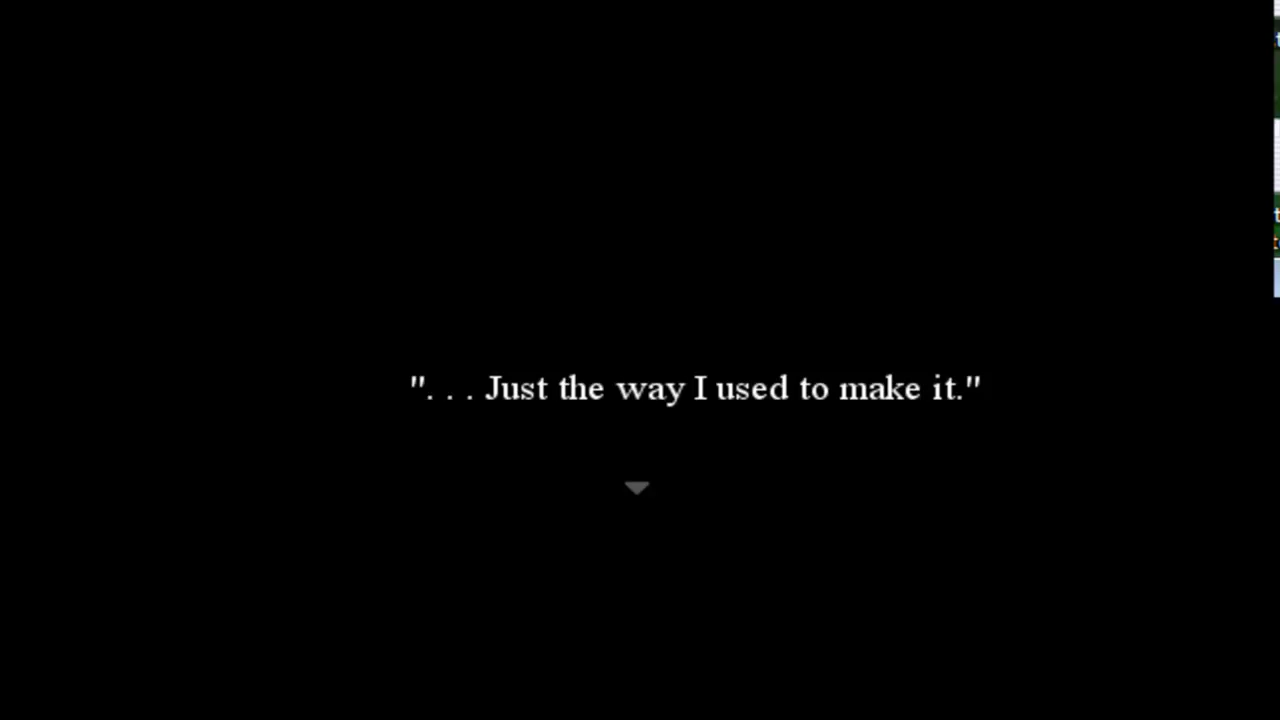 ". . . Just the way I used to make it."